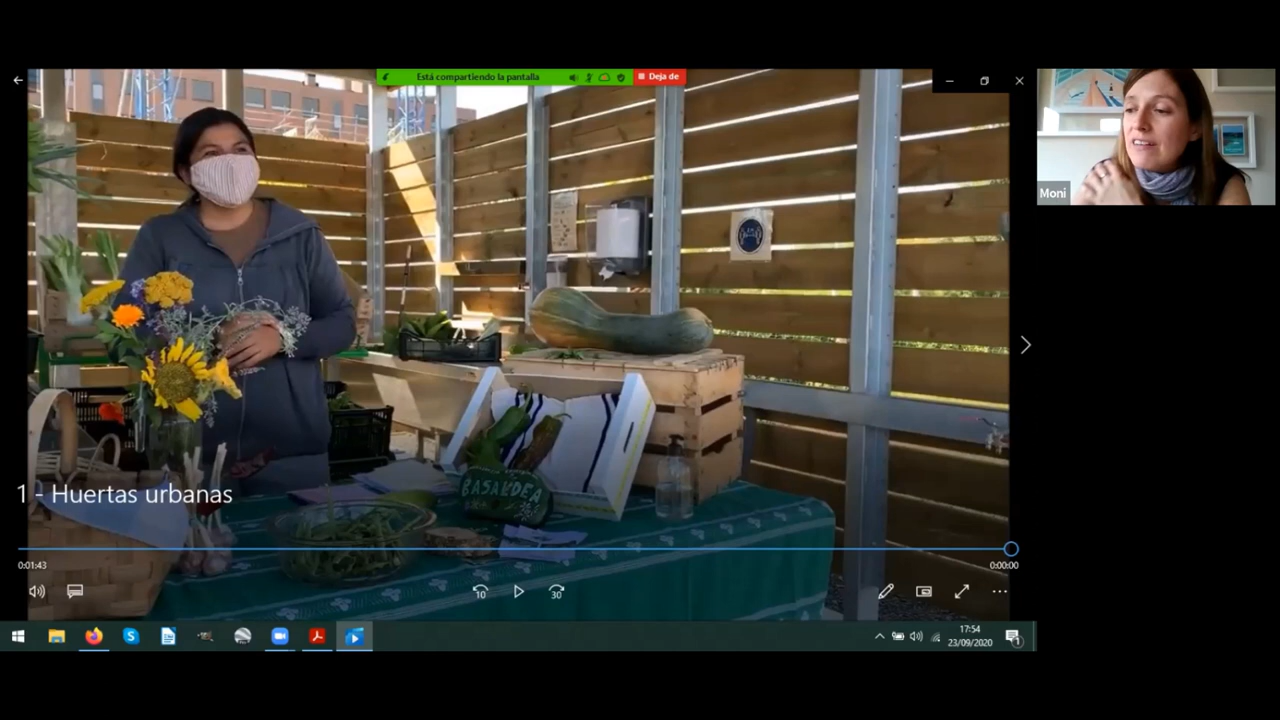 Está compartiendo la pantalla
Deja de
Moni
BASALDEA
1 - Huertas urbanas
0:01:43
0:00:00
10
30
17:54
23/09/2020
1